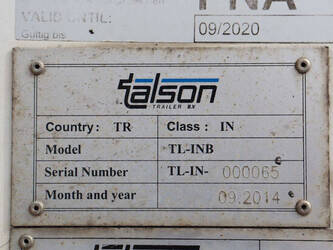 VALID UNTIL:
Gültig bis
FNA
09/2020
talson
TRAILER B.V
Country: TR Class: IN
Model TL-INB
Serial Number TL-IN- 000065
Month and year 09.2014